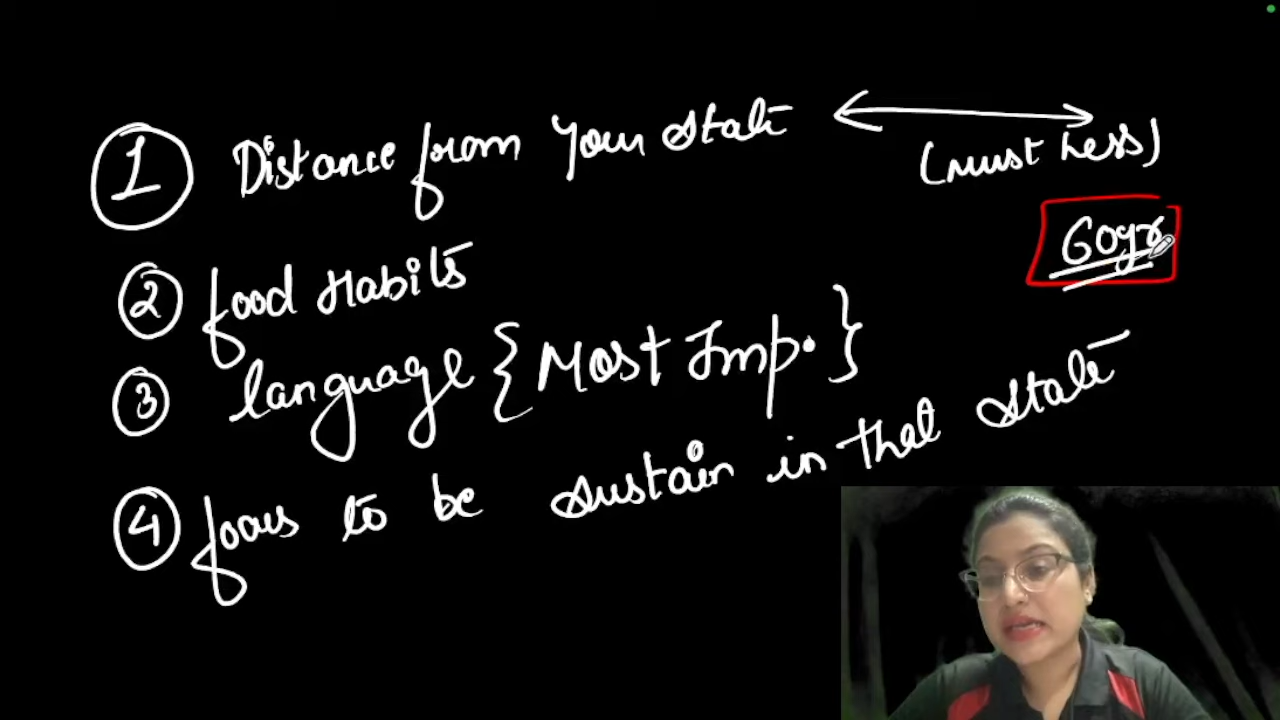 1 Distance from your state ⟷
(must Less)
60yr
2 food Habits
3 language {Most Imp.}
4 focus to be sustain in that state